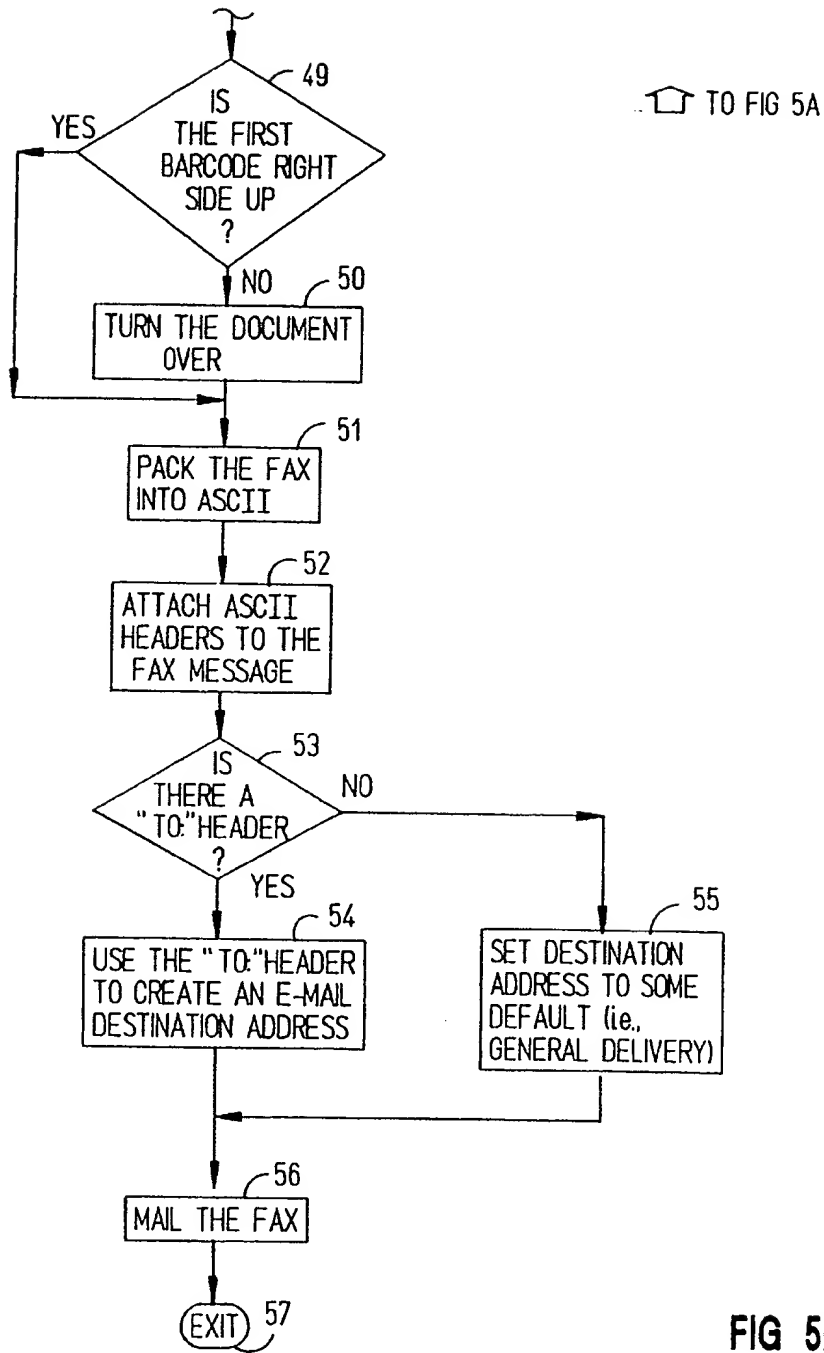 49
IS
THE FIRST
BARCODE RIGHT
SIDE UP
?
YES
TO FIG 5A
NO
50
TURN THE DOCUMENT
OVER
51
PACK THE FAX
INTO ASCII
52
ATTACH ASCII
HEADERS TO THE
FAX MESSAGE
53
IS
THERE A
"TO:"HEADER
?
NO
YES
54
USE THE "TO:"HEADER
TO CREATE AN E-MAIL
DESTINATION ADDRESS
55
SET DESTINATION
ADDRESS TO SOME
DEFAULT (i.e.,
GENERAL DELIVERY)
56
MAIL THE FAX
EXIT
57
FIG 5